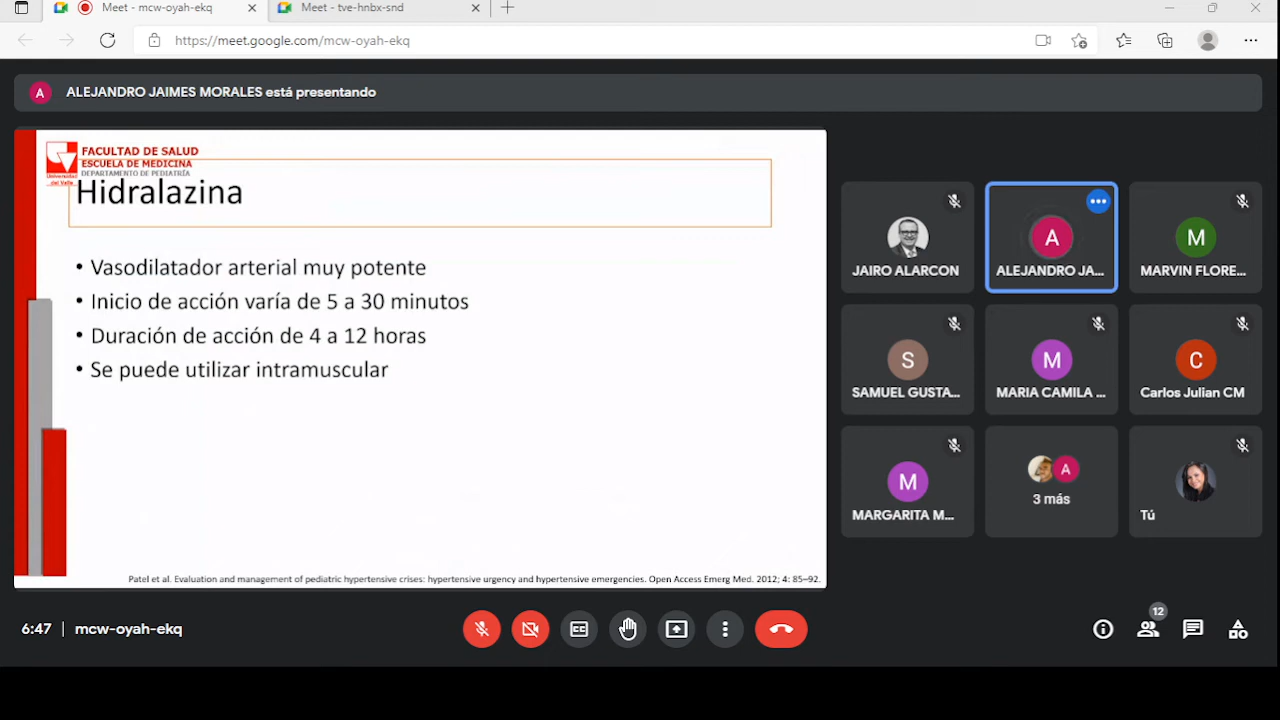 Meet - mcw-oyah-ekq
Meet - tve-hnbx-snd
https://meet.google.com/mcw-oyah-ekq
A
ALEJANDRO JAIMES MORALES está presentando
FACULTAD DE SALUD
ESCUELA DE MEDICINA
DEPARTAMENTO DE PEDIATRÍA
Universidad
del Valle
Hidralazina
• Vasodilatador arterial muy potente
• Inicio de acción varía de 5 a 30 minutos
• Duración de acción de 4 a 12 horas
• Se puede utilizar intramuscular
Patel et al. Evaluation and management of pediatric hypertensive crises: hypertensive urgency and hypertensive emergencies. Open Access Emerg Med. 2012; 4: 85–92.
JAIRO ALARCON
A
ALEJANDRO JA...
M
MARVIN FLORE...
S
SAMUEL GUSTA...
M
MARIA CAMILA ...
C
Carlos Julian CM
M
MARGARITA M...
A
3 más
Tú
6:47 | mcw-oyah-ekq
CC
12